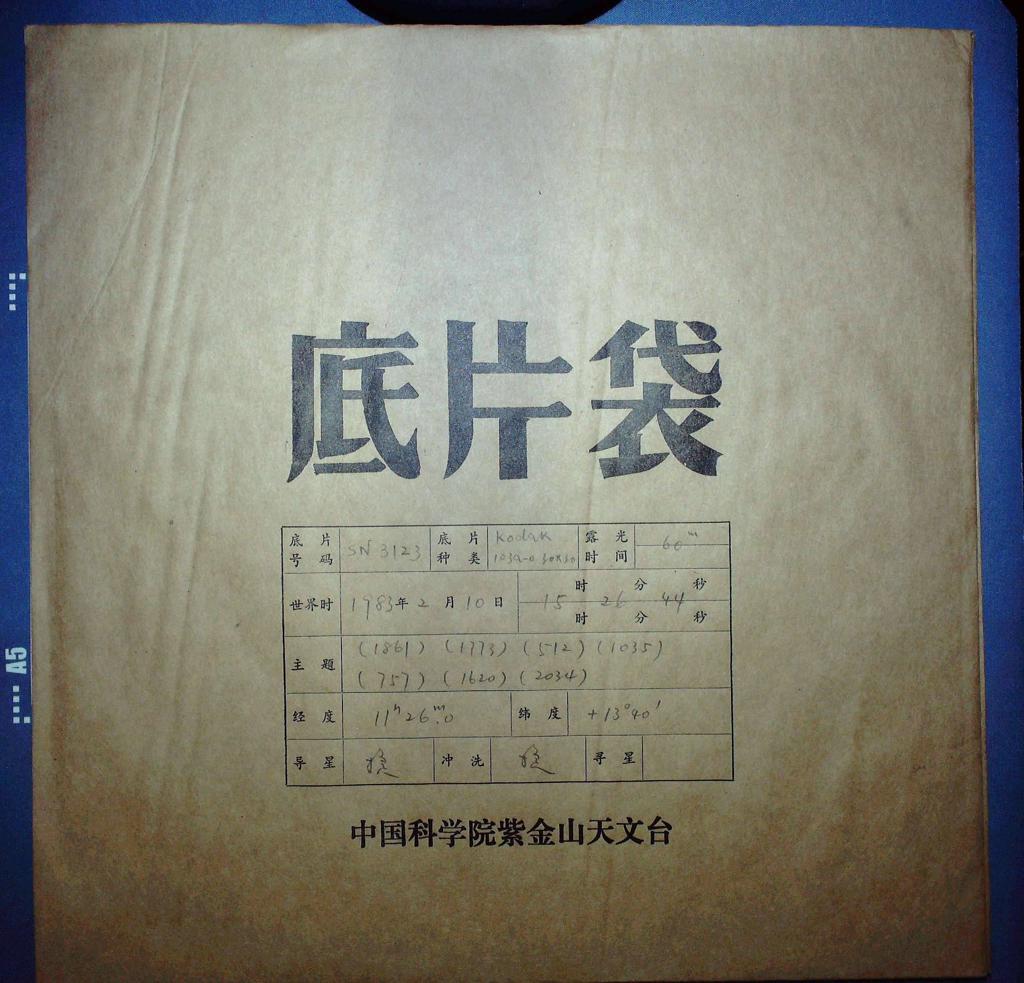 底片袋
底片号码 SN 3123 底片种类 Kodak 103a-0 30x30 露光时间 60m
世界时 1983年2月10日 时 分 秒
15 26 44
时 分 秒
主题 (1861) (1773) (512) (1035)
(757) (1620) (2034)
经度 11h26m.0 纬度 +13°40'
导星 冲洗 寻星
中国科学院紫金山天文台
A5